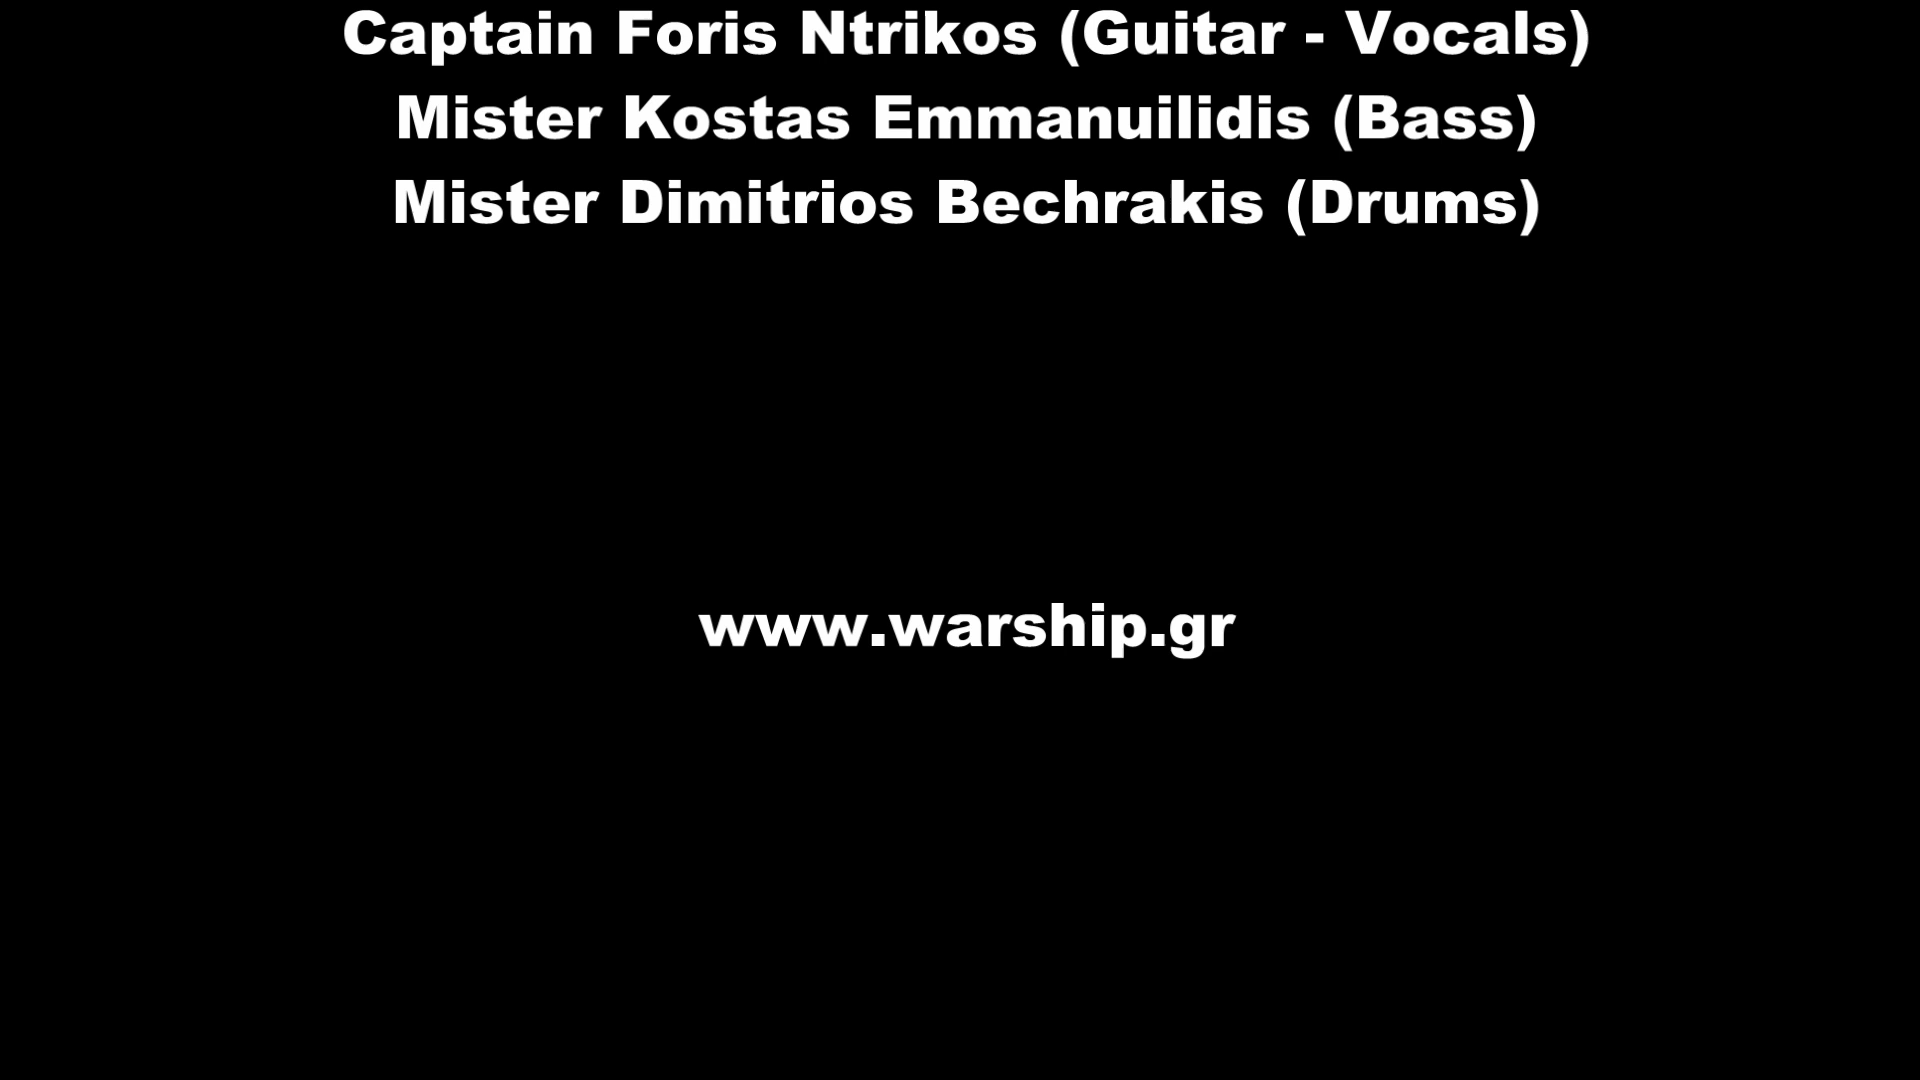 Captain Foris Ntrikos (Guitar - Vocals)
Mister Kostas Emmanuilidis (Bass)
Mister Dimitrios Bechrakis (Drums)
www.warship.gr